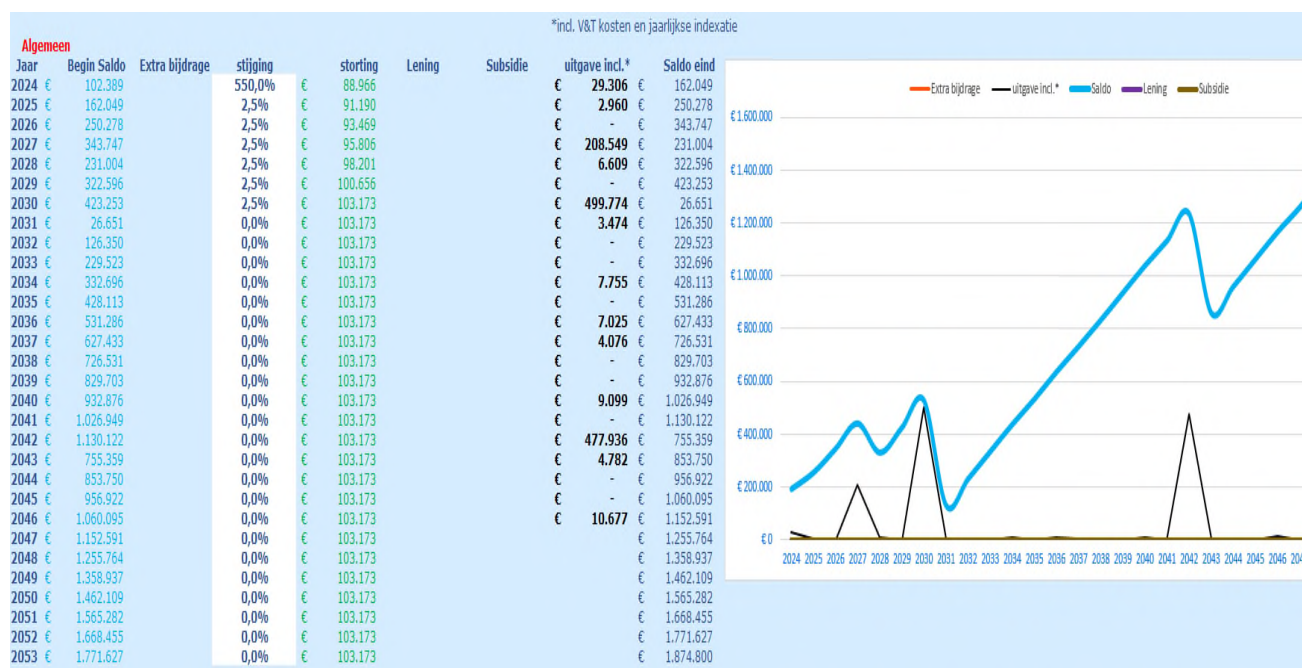 *incl. V&T kosten en jaarlijkse indexatie
Algemeen
Jaar Begin Saldo Extra bijdrage stijging storting Lening Subsidie uitgave incl.* Saldo eind
2024 € 102.389 550,0% € 88.966 € 29.306 € 162.049
2025 € 162.049 2,5% € 91.190 € 2.960 € 250.278
2026 € 250.278 2,5% € 93.469 € - € 343.747
2027 € 343.747 2,5% € 95.806 € 208.549 € 231.004
2028 € 231.004 2,5% € 98.201 € 6.609 € 322.596
2029 € 322.596 2,5% € 100.656 € - € 423.253
2030 € 423.253 2,5% € 103.173 € 499.774 € 26.651
2031 € 26.651 0,0% € 103.173 € 3.474 € 126.350
2032 € 126.350 0,0% € 103.173 € - € 229.523
2033 € 229.523 0,0% € 103.173 € - € 332.696
2034 € 332.696 0,0% € 103.173 € 7.755 € 428.113
2035 € 428.113 0,0% € 103.173 € - € 531.286
2036 € 531.286 0,0% € 103.173 € 7.025 € 627.433
2037 € 627.433 0,0% € 103.173 € 4.076 € 726.531
2038 € 726.531 0,0% € 103.173 € - € 829.703
2039 € 829.703 0,0% € 103.173 € - € 932.876
2040 € 932.876 0,0% € 103.173 € 9.099 € 1.026.949
2041 € 1.026.949 0,0% € 103.173 € - € 1.130.122
2042 € 1.130.122 0,0% € 103.173 € 477.936 € 755.359
2043 € 755.359 0,0% € 103.173 € 4.782 € 853.750
2044 € 853.750 0,0% € 103.173 € - € 956.922
2045 € 956.922 0,0% € 103.173 € - € 1.060.095
2046 € 1.060.095 0,0% € 103.173 € 10.677 € 1.152.591
2047 € 1.152.591 0,0% € 103.173 € 1.255.764
2048 € 1.255.764 0,0% € 103.173 € 1.358.937
2049 € 1.358.937 0,0% € 103.173 € 1.462.109
2050 € 1.462.109 0,0% € 103.173 € 1.565.282
2051 € 1.565.282 0,0% € 103.173 € 1.668.455
2052 € 1.668.455 0,0% € 103.173 € 1.771.627
2053 € 1.771.627 0,0% € 103.173 € 1.874.800
Extra bijdrage uitgave incl.* Saldo Lening Subsidie
€ 1.600.000
€ 1.400.000
€ 1.200.000
€ 1.000.000
€ 800.000
€ 600.000
€ 400.000
€ 200.000
€ 0
2024 2025 2026 2027 2028 2029 2030 2031 2032 2033 2034 2035 2036 2037 2038 2039 2040 2041 2042 2043 2044 2045 2046